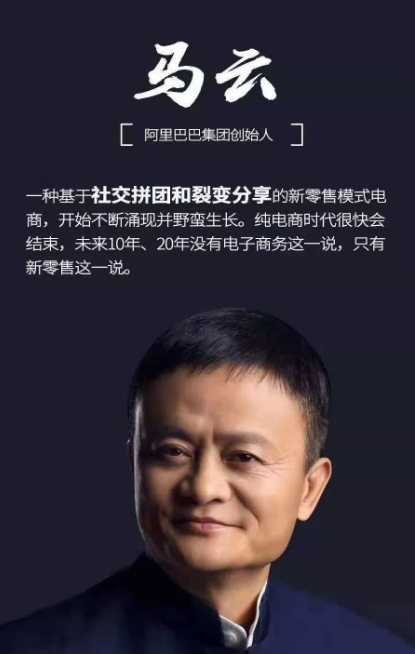 马云
阿里巴巴集团创始人
一种基于社交拼团和裂变分享的新零售模式电
商，开始不断涌现并野蛮生长。纯电商时代很快会
结束，未来10年、20年没有电子商务这一说，只有
新零售这一说。